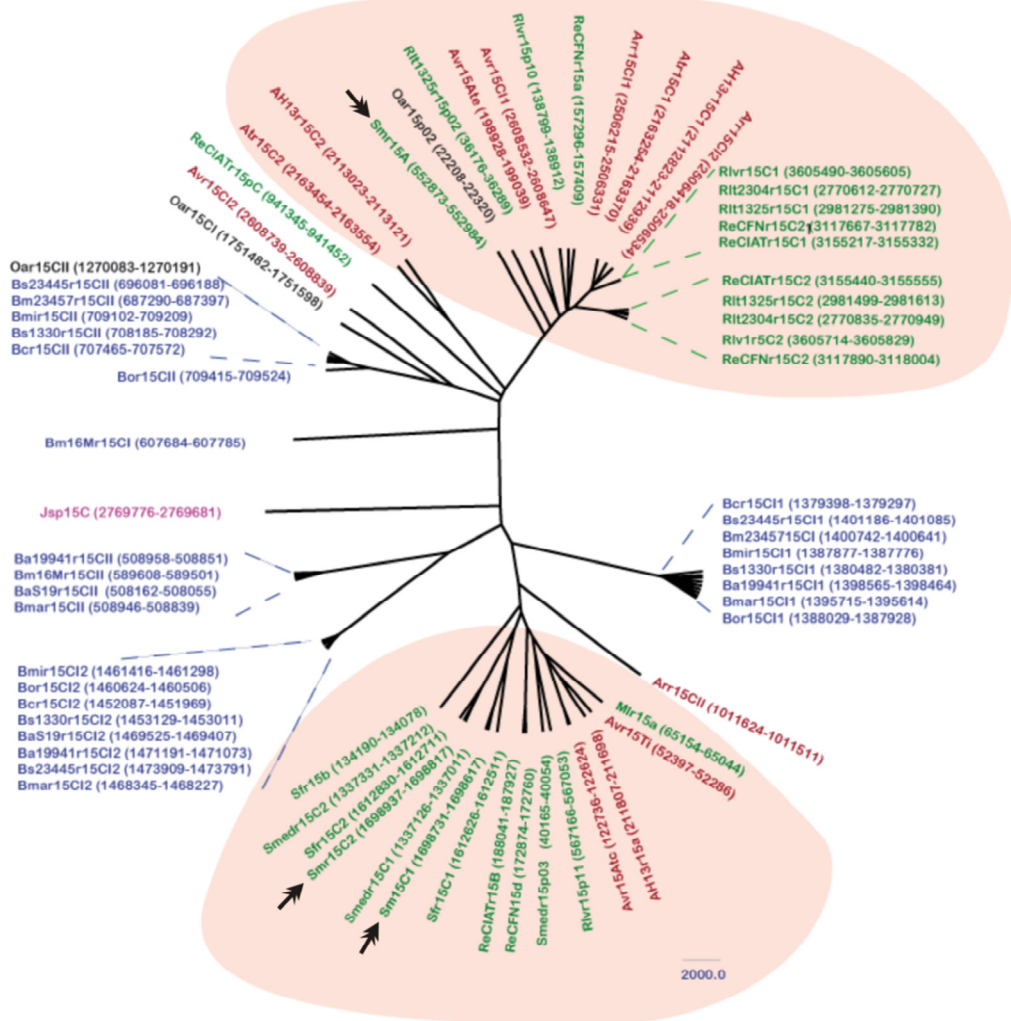 ReCIATr15pC (941345-941452)
Avr15CI2 (2608739-2608839)
Oar15CI (1751482-1751598)
Atr15C2 (2163454-2163554)
AH13r15C2 (2113023-2113121)
Smr15A (552873-552984)
Oar15p02 (22208-22320)
Rlt1325r15p02 (36176-36289)
Avr15Ate (198928-199039)
Avr15CI1 (2608532-2608647)
Rlvr15p10 (138799-138912)
ReCFNr15a (157296-157409)
Arr15CI1 (2506215-2506331)
Atr15C1 (2163254-2163370)
AH13r15C1 (2112823-2112939)
Arr15CI2 (2506418-2506534)
Rlvr15C1 (3605490-3605605)
Rlt2304r15C1 (2770612-2770727)
Rlt1325r15C1 (2981275-2981390)
ReCFNr15C2 (3117667-3117782)
ReCIATr15C1 (3155217-3155332)
ReCIATr15C2 (3155440-3155555)
Rlt1325r15C2 (2981499-2981613)
Rlt2304r15C2 (2770835-2770949)
Rlv1r15C2 (3605714-3605829)
ReCFNr15C2 (3117890-3118004)
Oar15CII (1270083-1270191)
Bs23445r15CII (696081-696188)
Bm23457r15CII (687290-687397)
Bmir15CII (709102-709209)
Bs1330r15CII (708185-708292)
Bcr15CII (707465-707572)
Bor15CII (709415-709524)
Bm16Mr15CI (607684-607785)
Jsp15C (2769776-2769681)
Ba19941r15CII (508958-508851)
Bm16Mr15CII (589608-589501)
BaS19r15CII (508162-508055)
Bmar15CII (508946-508839)
Bcr15CI1 (1379398-1379297)
Bs23445r15CI1 (1401186-1401085)
Bm2345715CI (1400742-1400641)
Bmir15CI1 (1387877-1387776)
Bs1330r15CI1 (1380482-1380381)
Ba19941r15CI1 (1398565-1398464)
Bmar15CI1 (1395715-1395614)
Bor15CI1 (1388029-1387928)
Bmir15CI2 (1461416-1461298)
Bor15CI2 (1460624-1460506)
Bcr15CI2 (1452087-1451969)
Bs1330r15CI2 (1453129-1453011)
BaS19r15CI2 (1469525-1469407)
Ba19941r15CI2 (1471191-1471073)
Bs23445r15CI2 (1473909-1473791)
Bmar15CI2 (1468345-1468227)
Sfr15b (134190-134078)
Smedr15C2 (1337331-1337212)
Sfr15C2 (1612830-1612711)
Smr15C2 (1698937-1698817)
Smedr15C1 (1337126-1337011)
Sm15C1 (1698731-1698617)
Sfr15C1 (1612626-1612511)
ReCIATr15B (188041-187927)
ReCFN15d (172874-172760)
Smedr15p03 (40165-40054)
Rlvr15p11 (567166-567053)
Avr15Atc (122736-122624)
AH13r15a (211807-211698)
Avr15Ti (52397-52286)
Mlr15a (65154-65044)
Arr15CII (1011624-1011511)
2000.0